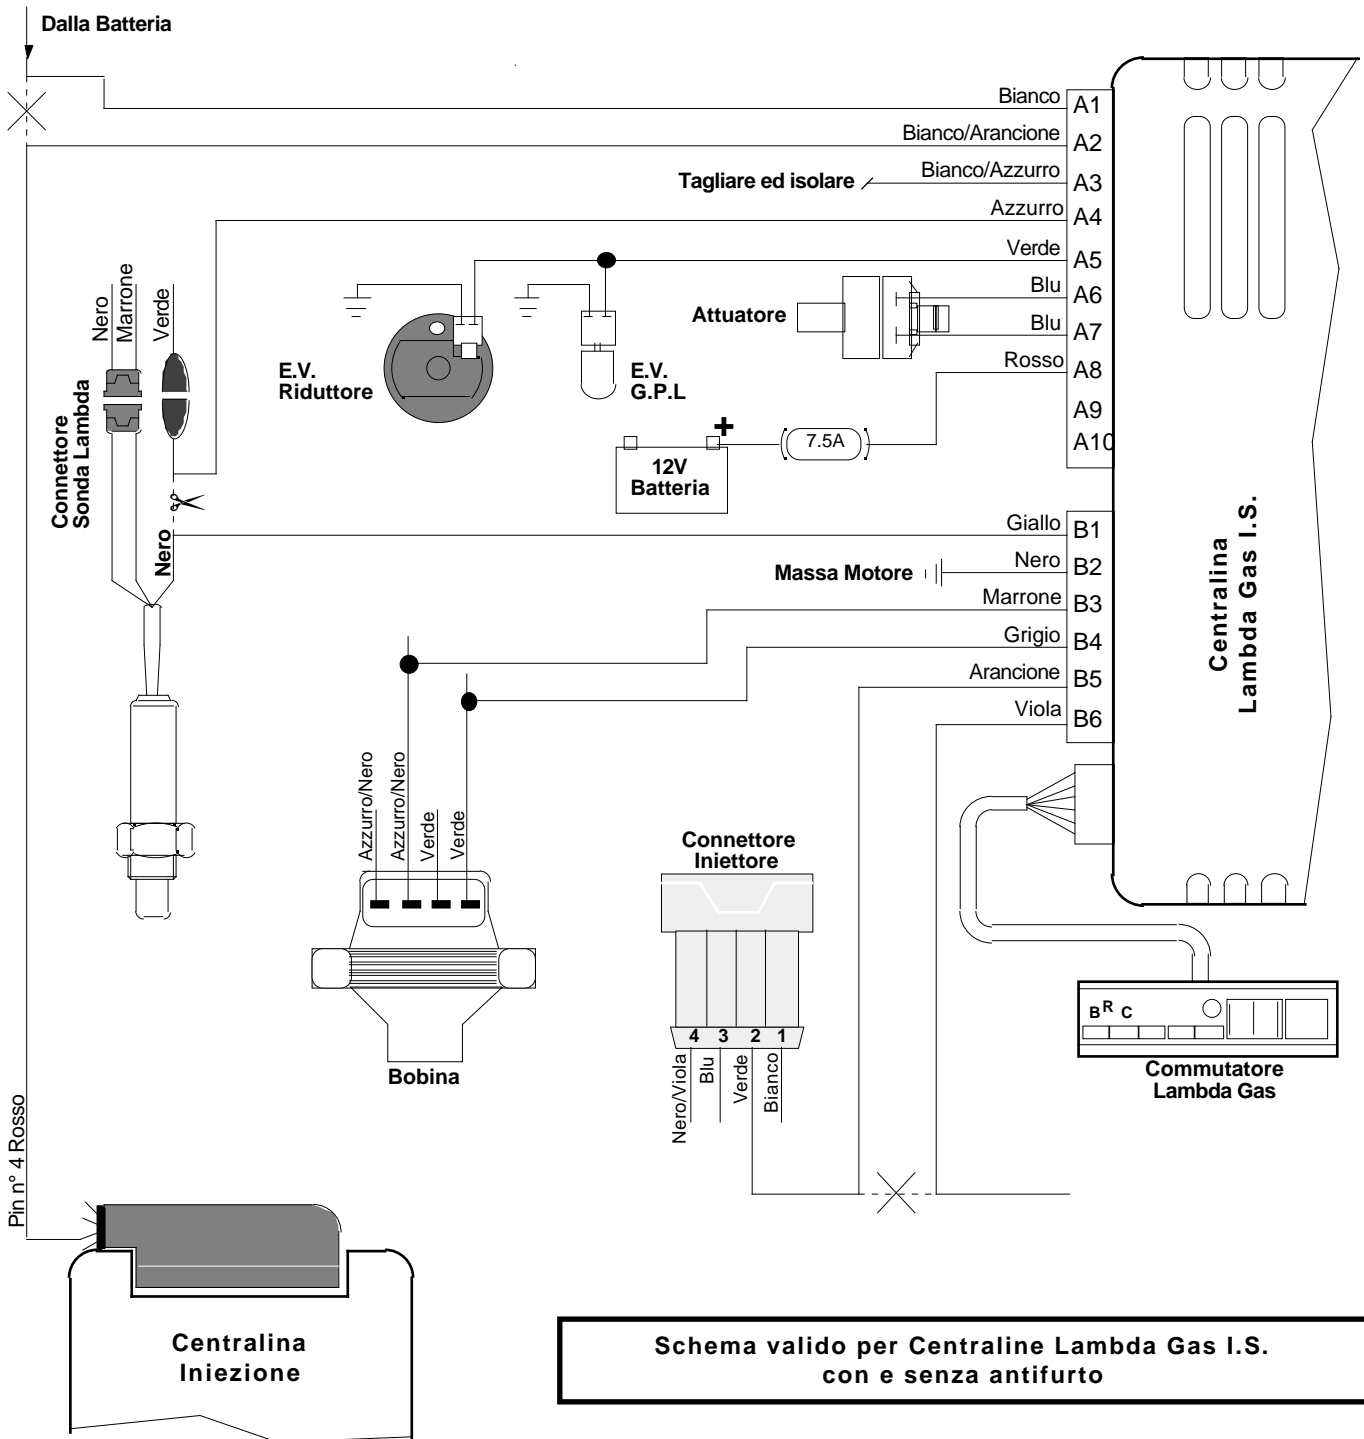 Dalla Batteria
Bianco
A1
Bianco/Arancione
A2
Tagliare ed isolare
Bianco/Azzurro
A3
Azzurro
A4
Verde
A5
Blu
A6
Attuatore
Blu
A7
Rosso
A8
A9
A10
Nero
Marrone
Verde
E.V.
Riduttore
E.V.
G.P.L
Connettore
Sonda Lambda
+
7.5A
12V
Batteria
Nero
Giallo
B1
Massa Motore
Nero
B2
Marrone
B3
Grigio
B4
Arancione
B5
Viola
B6
Centralina
Lambda Gas I.S.
Azzurro/Nero
Azzurro/Nero
Verde
Verde
Bobina
Connettore
Iniettore
4 3 2 1
Nero/Viola
Blu
Verde
Bianco
B R C
Commutatore
Lambda Gas
Pin n° 4 Rosso
Centralina
Iniezione
Schema valido per Centraline Lambda Gas I.S.
con e senza antifurto